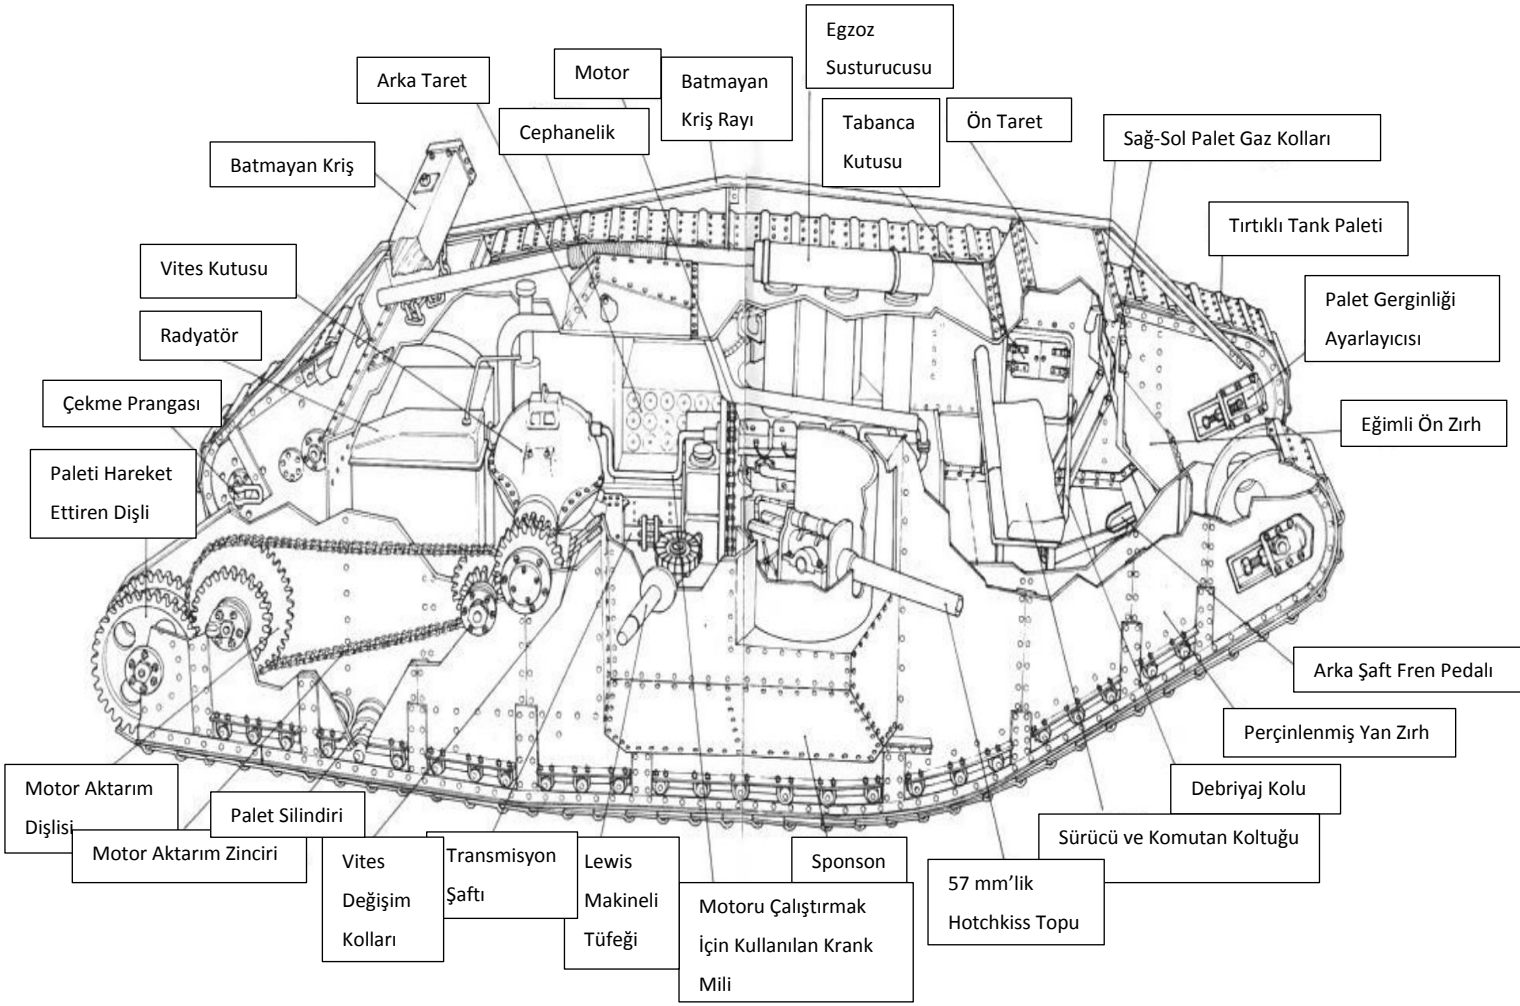 Egzoz
Susturucusu
Arka Taret
Motor
Batmayan
Kriş Rayı
Cephanelik
Tabanca
Kutusu
Ön Taret
Sağ-Sol Palet Gaz Kolları
Batmayan Kriş
Tırtıklı Tank Paleti
Vites Kutusu
Palet Gerginliği
Ayarlayıcısı
Radyatör
Çekme Prangası
Eğimli Ön Zırh
Paleti Hareket
Ettiren Dişli
Arka Şaft Fren Pedalı
Perçinlenmiş Yan Zırh
Motor Aktarım
Dişlisi
Debriyaj Kolu
Palet Silindiri
Motor Aktarım Zinciri
Sürücü ve Komutan Koltuğu
Vites
Değişim
Kolları
Transmisyon
Şaftı
Lewis
Makineli
Tüfeği
Sponson
Motoru Çalıştırmak
İçin Kullanılan Krank
Mili
57 mm’lik
Hotchkiss Topu